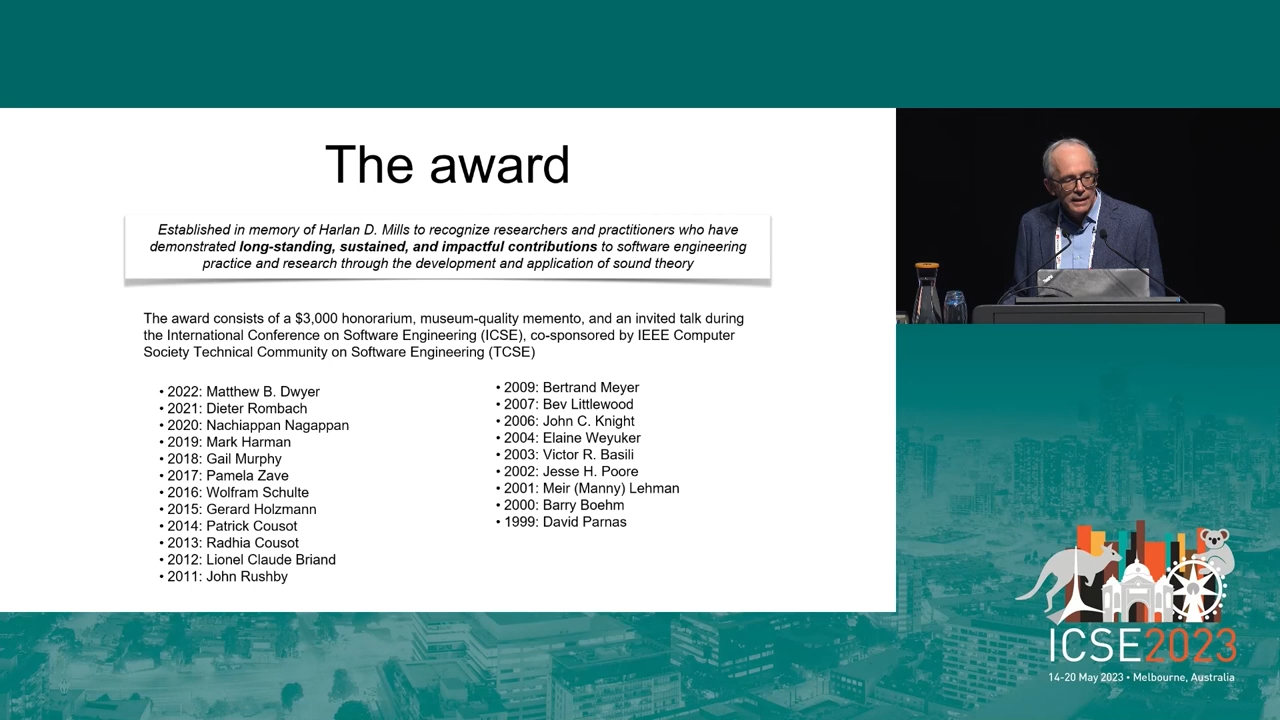 The award
Established in memory of Harlan D. Mills to recognize researchers and practitioners who have
demonstrated long-standing, sustained, and impactful contributions to software engineering
practice and research through the development and application of sound theory
The award consists of a $3,000 honorarium, museum-quality memento, and an invited talk during
the International Conference on Software Engineering (ICSE), co-sponsored by IEEE Computer
Society Technical Community on Software Engineering (TCSE)
• 2022: Matthew B. Dwyer
• 2021: Dieter Rombach
• 2020: Nachiappan Nagappan
• 2019: Mark Harman
• 2018: Gail Murphy
• 2017: Pamela Zave
• 2016: Wolfram Schulte
• 2015: Gerard Holzmann
• 2014: Patrick Cousot
• 2013: Radhia Cousot
• 2012: Lionel Claude Briand
• 2011: John Rushby
• 2009: Bertrand Meyer
• 2007: Bev Littlewood
• 2006: John C. Knight
• 2004: Elaine Weyuker
• 2003: Victor R. Basili
• 2002: Jesse H. Poore
• 2001: Meir (Manny) Lehman
• 2000: Barry Boehm
• 1999: David Parnas
ICSE2023
14-20 May 2023 • Melbourne, Australia